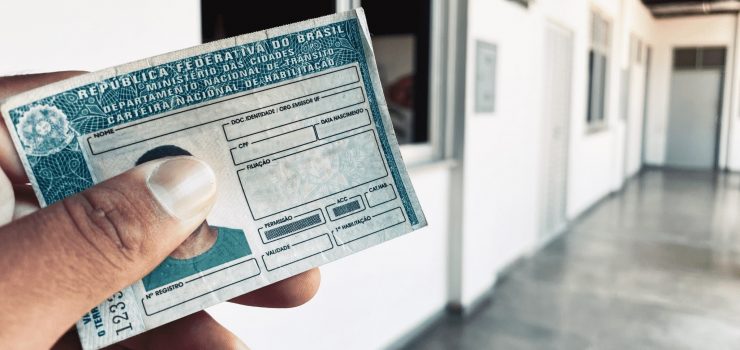 REPÚBLICA FEDERATIVA DO BRASIL
MINISTÉRIO DAS CIDADES
DEPARTAMENTO NACIONAL DE TRÂNSITO
CARTEIRA NACIONAL DE HABILITAÇÃO
NOME
DOC. IDENTIDADE / ORG. EMISSOR UF
CPF
DATA NASCIMENTO
FILIAÇÃO
PERMISSÃO
ACC
CAT.HAB.
Nº REGISTRO
VALIDADE
1ª HABILITAÇÃO